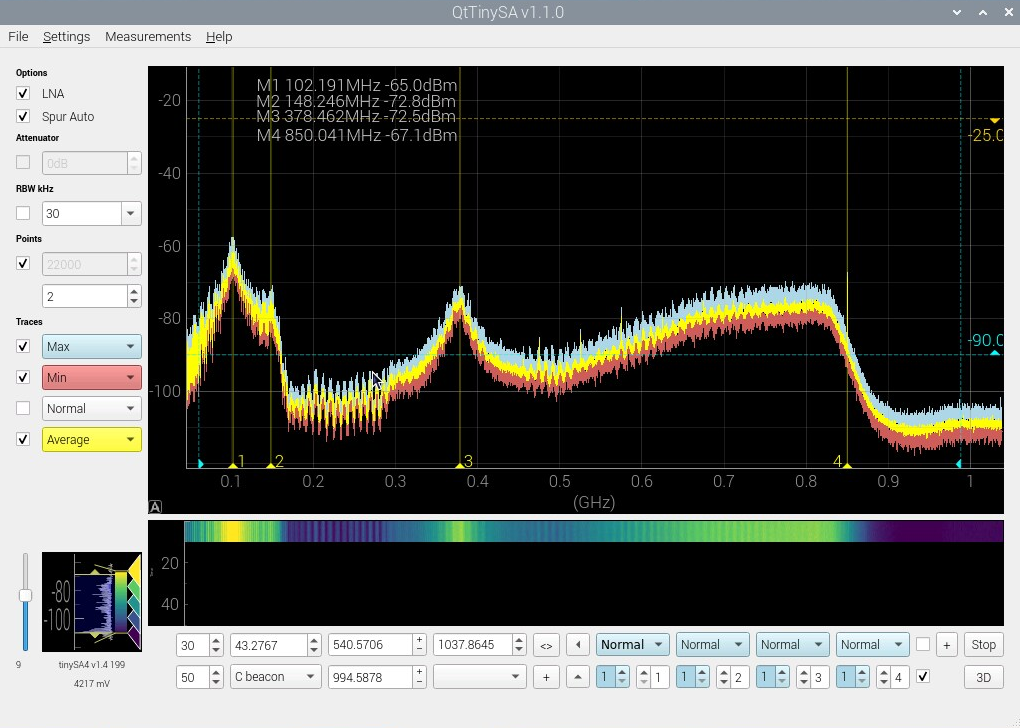 QtTinySA v1.1.0
File Settings Measurements Help
Options
LNA
Spur Auto
Attenuator
0dB
RBW kHz
30
Points
22000
2
Traces
Max
Min
Normal
Average
M1 102.191MHz -65.0dBm
M2 148.246MHz -72.8dBm
M3 378.462MHz -72.5dBm
M4 850.041MHz -67.1dBm
-20
-25.0
-40
-60
-80
-90.0
-100
1 2 3 4
0.1 0.2 0.3 0.4 0.5 0.6 0.7 0.8 0.9 1
(GHz)
A
20
40
-80
-100
9
tinySA4 v1.4 199
4217 mV
30 43.2767 540.5706 + - 1037.8645 <> Normal Normal Normal Normal + Stop
50 C beacon 994.5878 + - + 1 1 1 2 1 3 1 4 3D